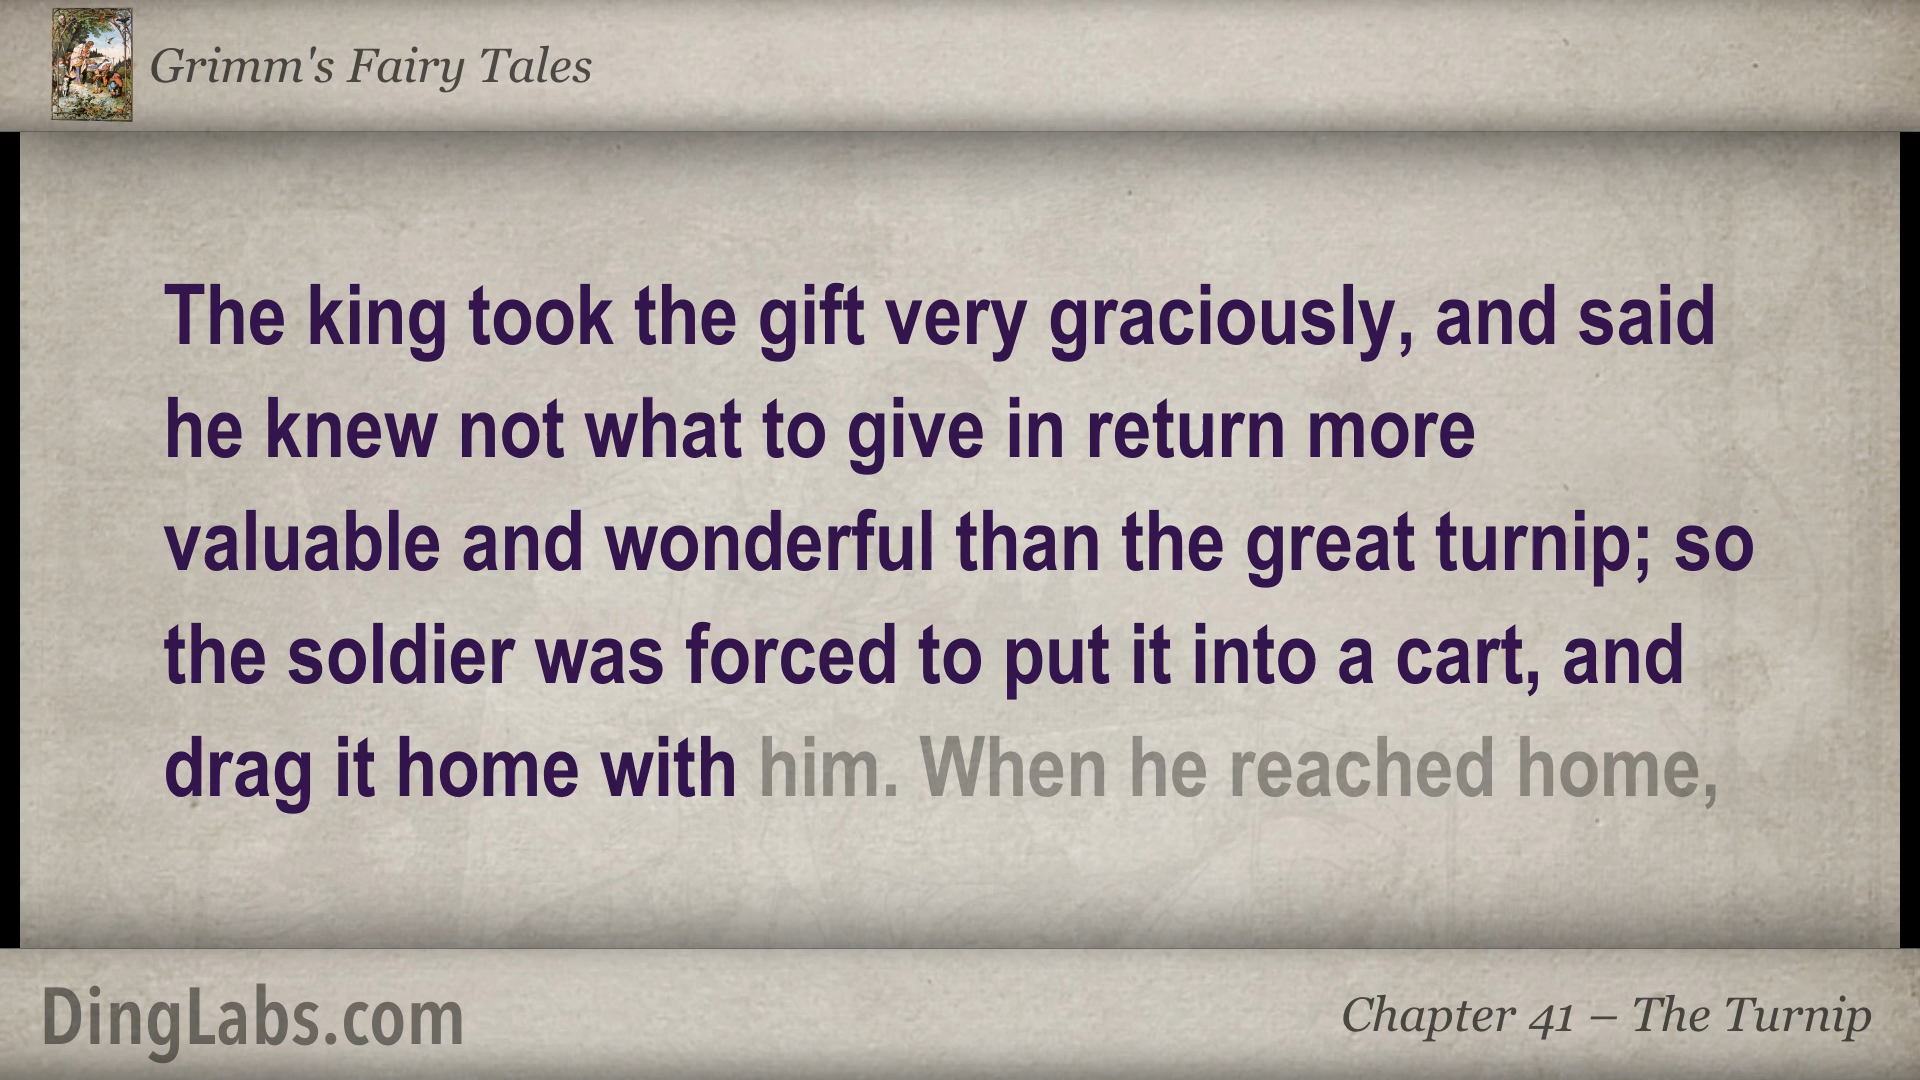 Grimm's Fairy Tales
The king took the gift very graciously, and said
he knew not what to give in return more
valuable and wonderful than the great turnip; so
the soldier was forced to put it into a cart, and
drag it home with him. When he reached home,
DingLabs.com
Chapter 41 – The Turnip